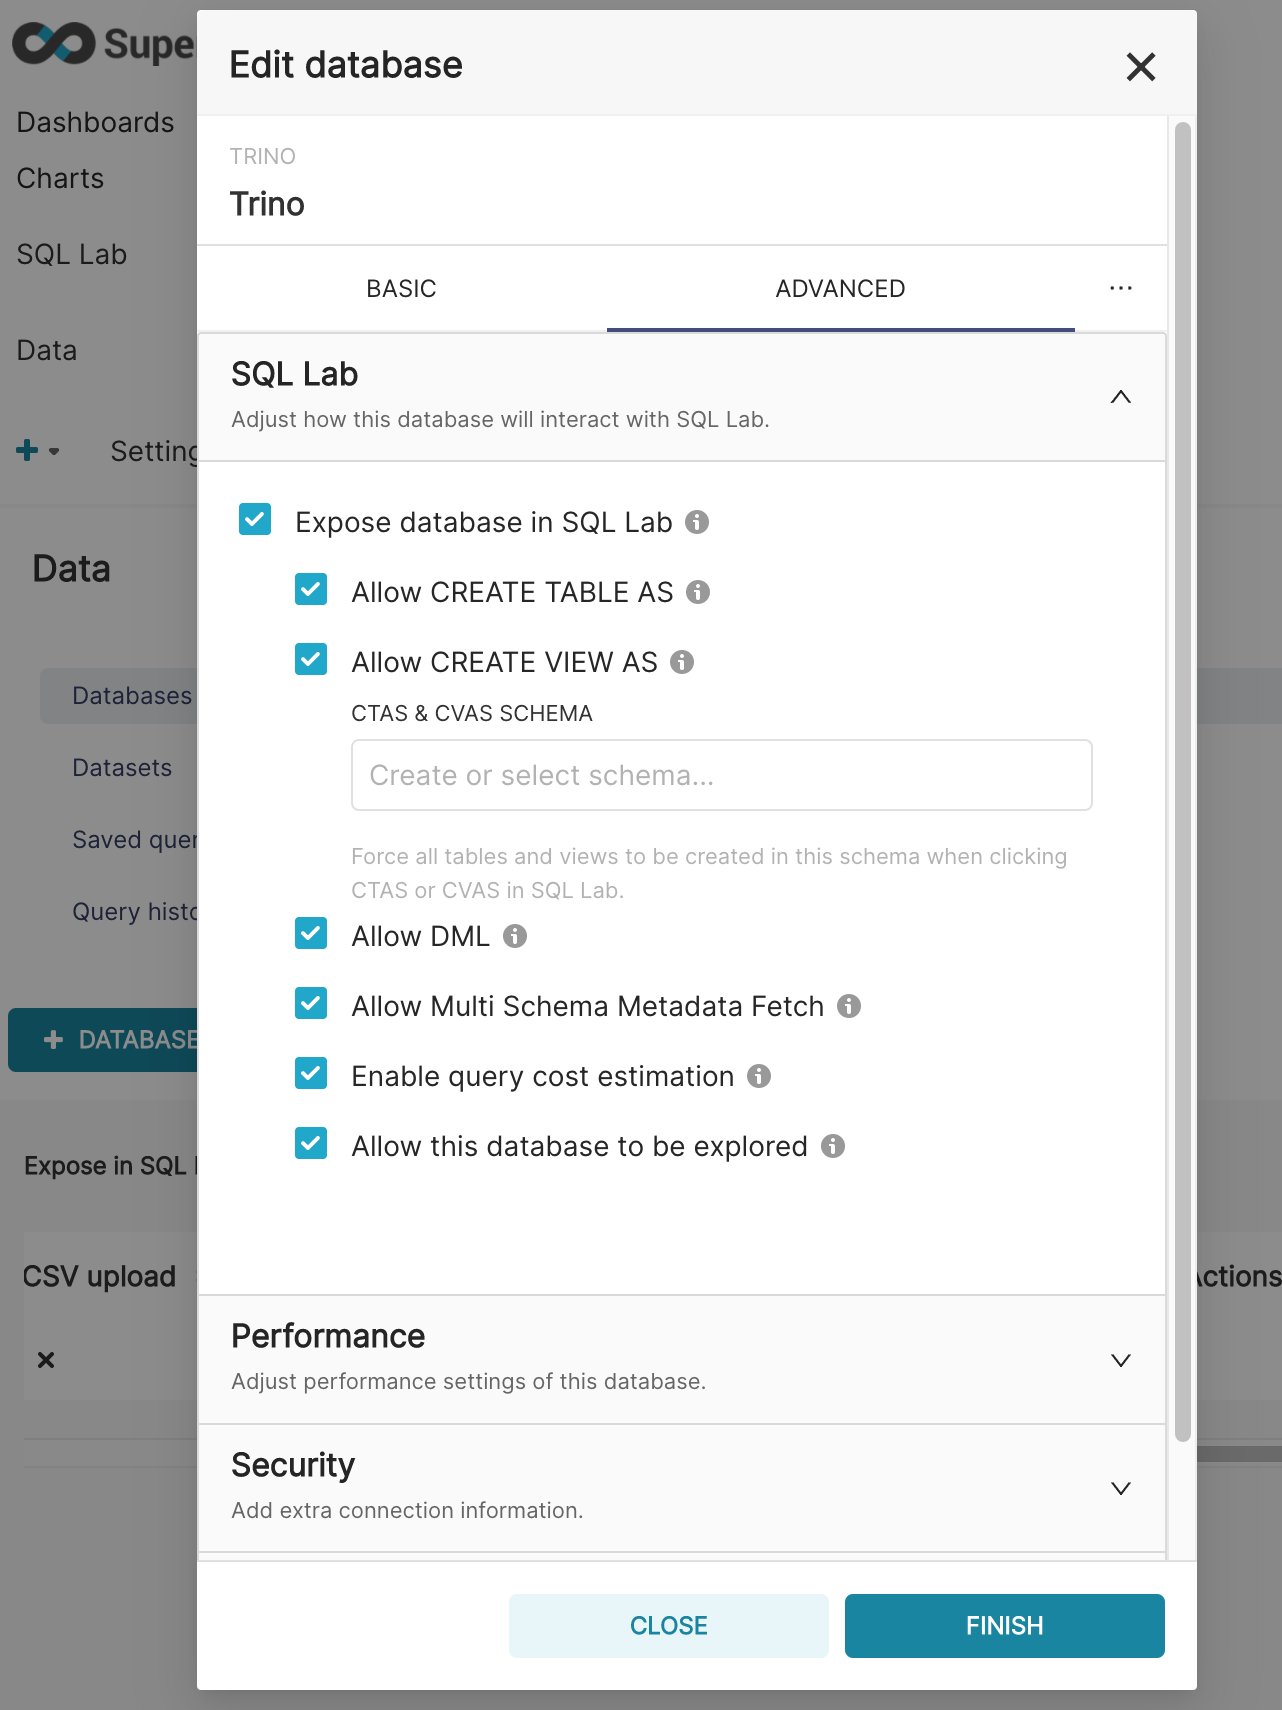 Edit database
TRINO
Trino
BASIC
ADVANCED
SQL Lab
Adjust how this database will interact with SQL Lab.
Expose database in SQL Lab
Allow CREATE TABLE AS
Allow CREATE VIEW AS
CTAS & CVAS SCHEMA
Create or select schema...
Force all tables and views to be created in this schema when clicking
CTAS or CVAS in SQL Lab.
Allow DML
Allow Multi Schema Metadata Fetch
Enable query cost estimation
Allow this database to be explored
Performance
Adjust performance settings of this database.
Security
Add extra connection information.
CLOSE
FINISH
Supe
Dashboards
Charts
SQL Lab
Data
Setting
Data
Databases
Datasets
Saved quer
Query histo
DATABASE
Expose in SQL
CSV upload
Actions